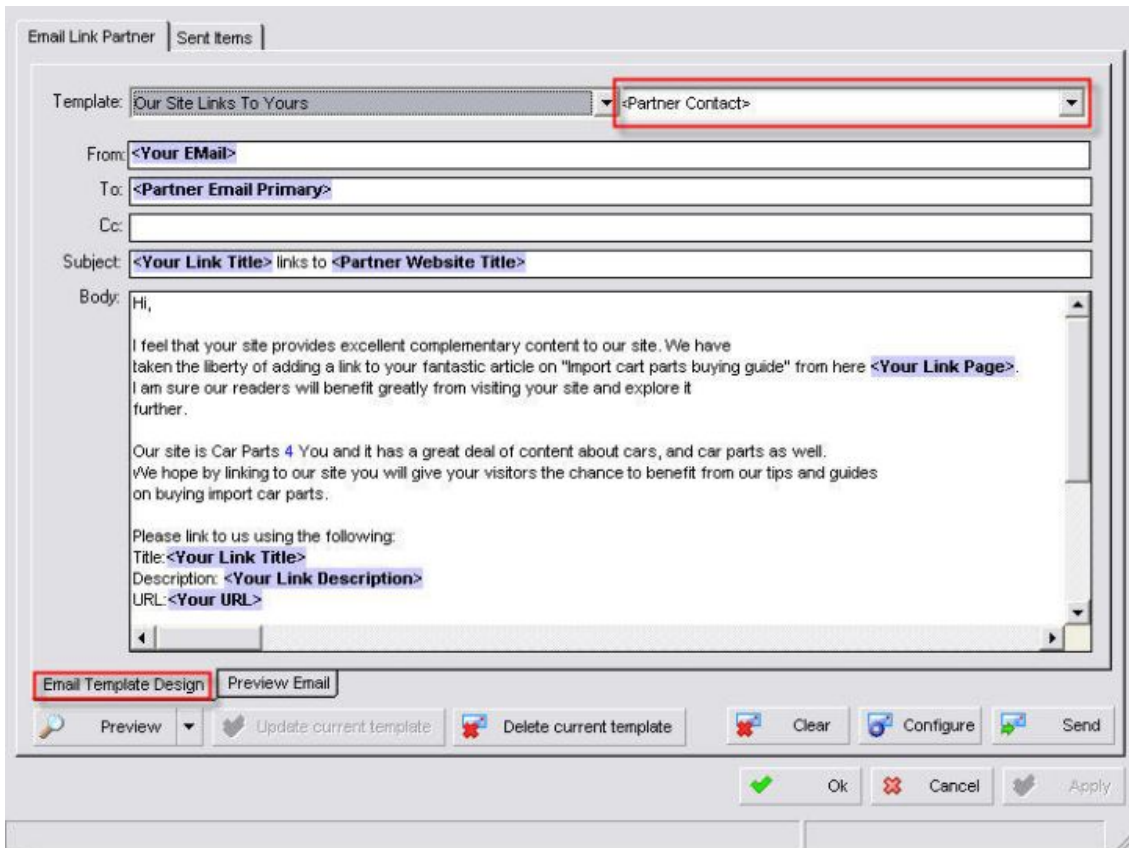 Email Link Partner Sent Items
Template: Our Site Links To Yours <Partner Contact>
From: <Your EMail>
To: <Partner Email Primary>
Cc:
Subject: <Your Link Title> links to <Partner Website Title>
Body: Hi,
I feel that your site provides excellent complementary content to our site. We have
taken the liberty of adding a link to your fantastic article on "Import cart parts buying guide" from here <Your Link Page>.
I am sure our readers will benefit greatly from visiting your site and explore it
further.
Our site is Car Parts 4 You and it has a great deal of content about cars, and car parts as well.
We hope by linking to our site you will give your visitors the chance to benefit from our tips and guides
on buying import car parts.
Please link to us using the following:
Title:<Your Link Title>
Description: <Your Link Description>
URL:<Your URL>
Email Template Design Preview Email
Preview Update current template Delete current template Clear Configure Send
Ok Cancel Apply